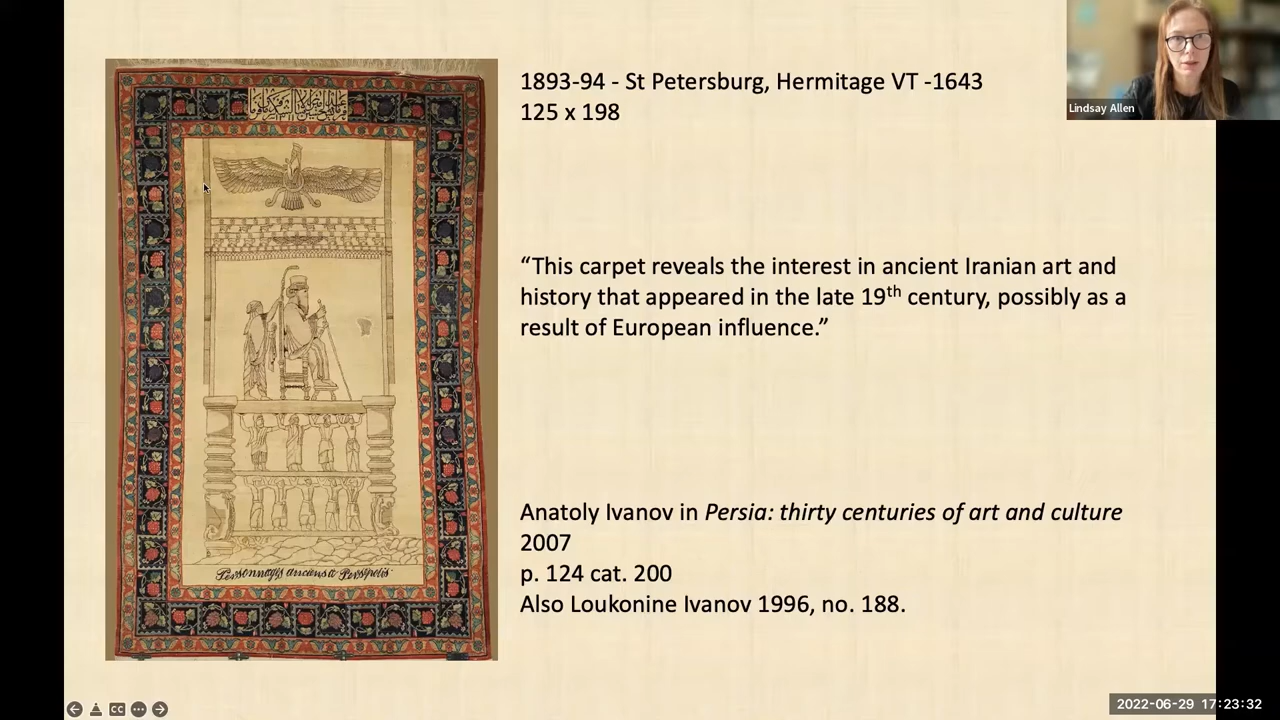 1893-94 - St Petersburg, Hermitage VT -1643
125 x 198
Lindsay Allen
“This carpet reveals the interest in ancient Iranian art and
history that appeared in the late 19th century, possibly as a
result of European influence.”
Anatoly Ivanov in Persia: thirty centuries of art and culture
2007
p. 124 cat. 200
Also Loukonine Ivanov 1996, no. 188.
Personnages anciens a Persepolis
CC
2022-06-29 17:23:32